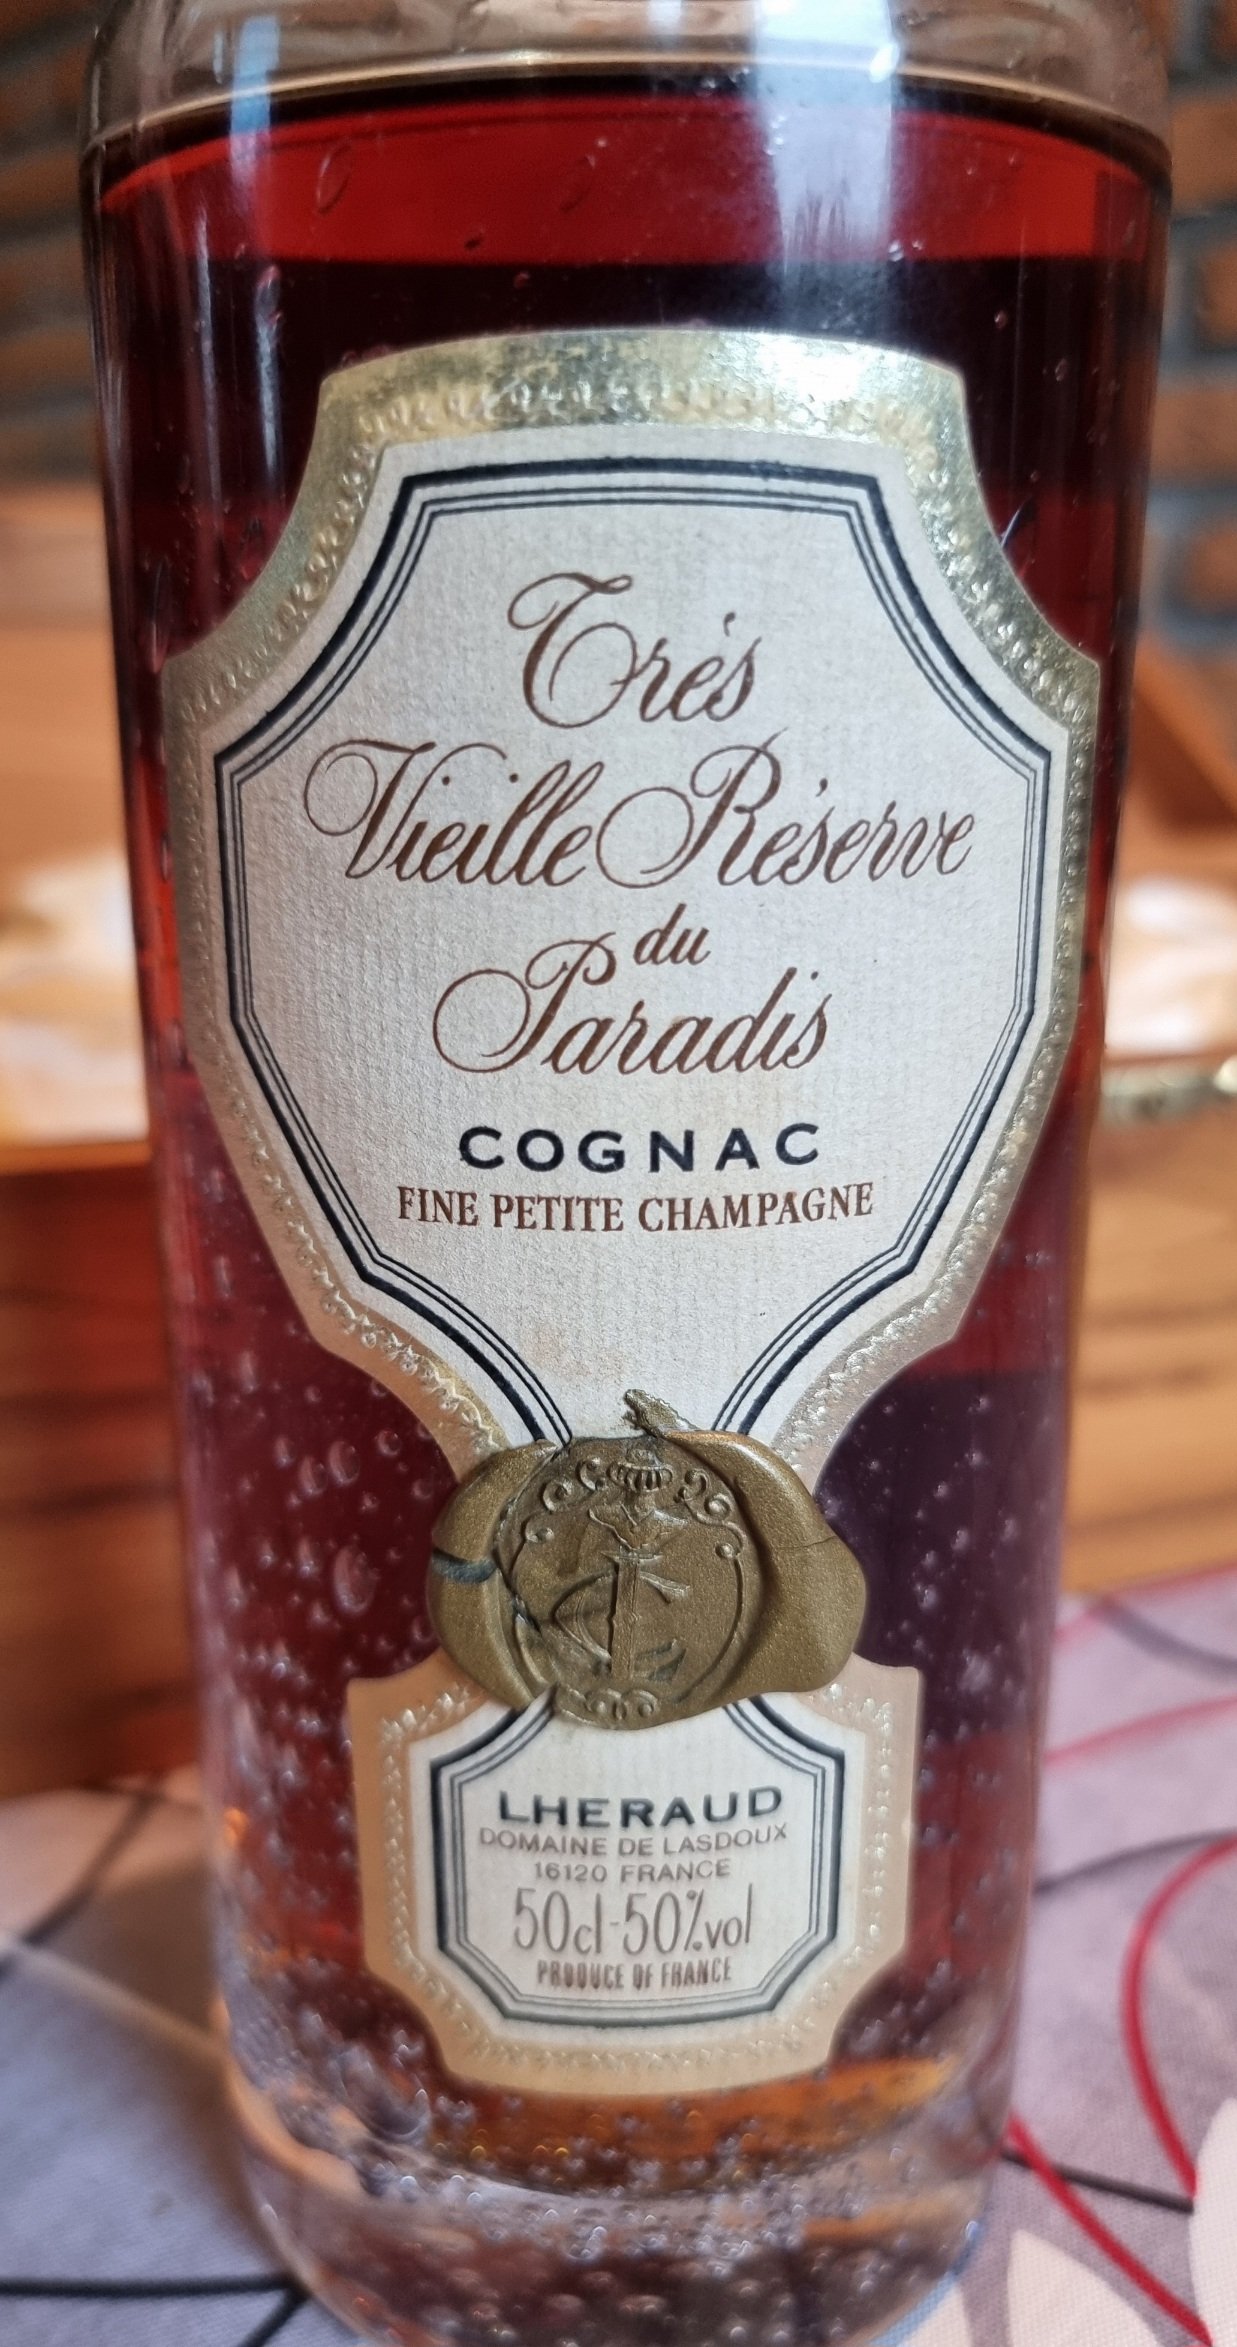 Très
Vieille Réserve
du
Paradis
COGNAC
FINE PETITE CHAMPAGNE
LHERAUD
DOMAINE DE LASDOUX
16120 FRANCE
50cl-50%vol
PRODUCE OF FRANCE